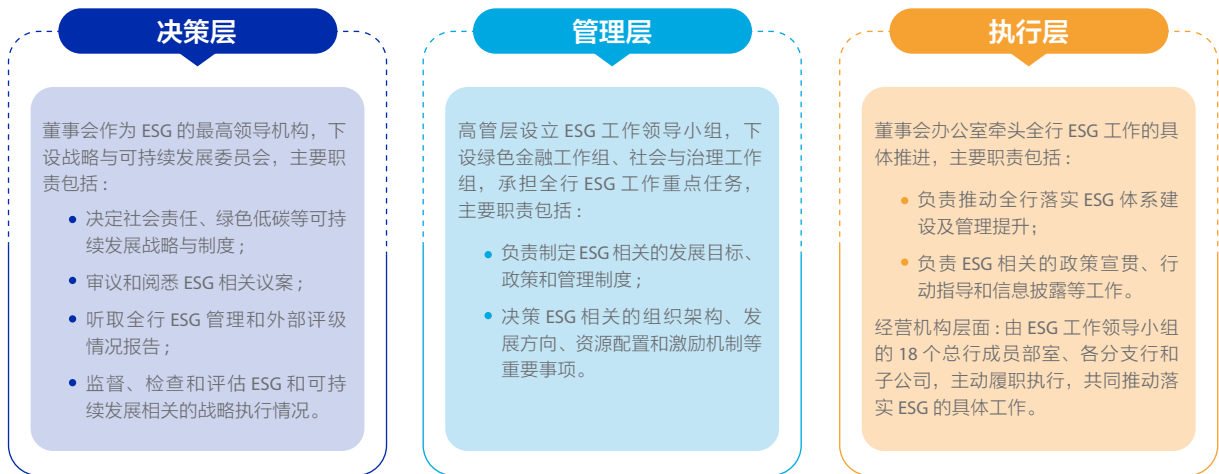 决策层
董事会作为 ESG 的最高领导机构，下
设战略与可持续发展委员会，主要职
责包括：
• 决定社会责任、绿色低碳等可持
续发展战略与制度；
• 审议和阅悉 ESG 相关议案；
• 听取全行 ESG 管理和外部评级
情况报告；
• 监督、检查和评估 ESG 和可持
续发展相关的战略执行情况。
管理层
高管层设立 ESG 工作领导小组，下
设绿色金融工作组、社会与治理工作
组，承担全行 ESG 工作重点任务，
主要职责包括：
• 负责制定 ESG 相关的发展目标、
政策和管理制度；
• 决策 ESG 相关的组织架构、发
展方向、资源配置和激励机制等
重要事项。
执行层
董事会办公室牵头全行 ESG 工作的具
体推进，主要职责包括：
• 负责推动全行落实 ESG 体系建
设及管理提升；
• 负责 ESG 相关的政策宣贯、行
动指导和信息披露等工作。
经营机构层面：由 ESG 工作领导小组
的 18 个总行成员部室、各分支行和
子公司，主动履职执行，共同推动落
实 ESG 的具体工作。